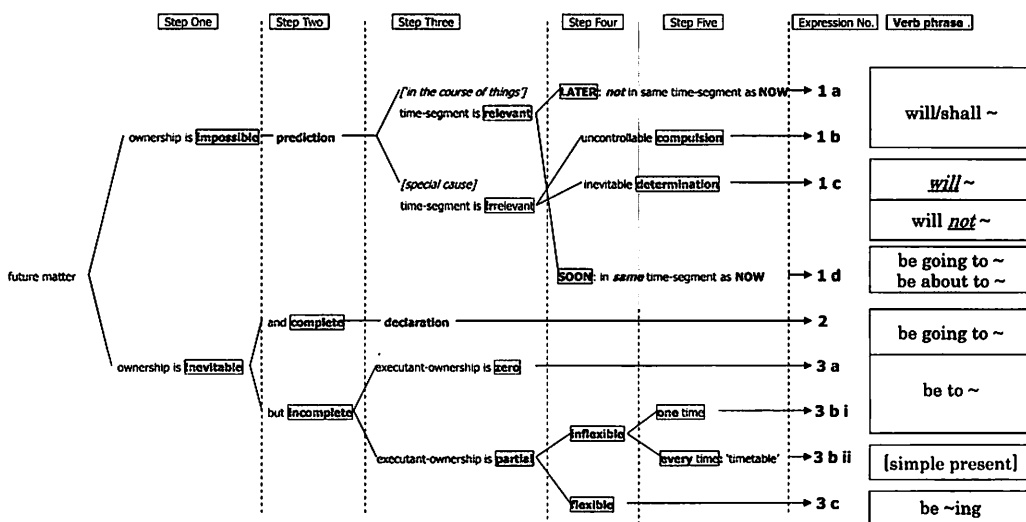 Step One Step Two Step Three Step Four Step Five Expression No. Verb phrase
['in the course of things'] LATER: not in same time-segment as NOW 1 a
time-segment is relevant
will/shall ~
ownership is impossible prediction uncontrollable compulsion 1 b
[special cause] inevitable determination 1 c will ~
time-segment is irrelevant
will not ~
future matter SOON: in same time-segment as NOW 1 d be going to ~
be about to ~
and complete declaration 2 be going to ~
ownership is inevitable executant-ownership is zero 3 a
be to ~
but incomplete one time 3 b i
inflexible
executant-ownership is partial every time: 'timetable' 3 b ii [simple present]
flexible 3 c be ~ing